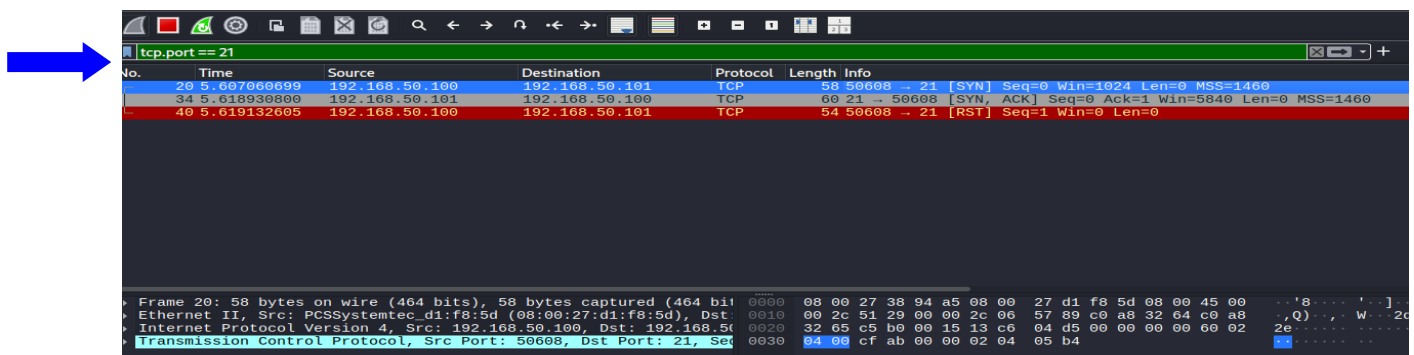 tcp.port == 21
No. Time Source Destination Protocol Length Info
20 5.607060699 192.168.50.100 192.168.50.101 TCP 58 50608 → 21 [SYN] Seq=0 Win=1024 Len=0 MSS=1460
34 5.618930800 192.168.50.101 192.168.50.100 TCP 60 21 → 50608 [SYN, ACK] Seq=0 Ack=1 Win=5840 Len=0 MSS=1460
40 5.619132605 192.168.50.100 192.168.50.101 TCP 54 50608 → 21 [RST] Seq=1 Win=0 Len=0
Frame 20: 58 bytes on wire (464 bits), 58 bytes captured (464 bit 0000 08 00 27 38 94 a5 08 00 27 d1 f8 5d 08 00 45 00 ··'8···· '··]··
Ethernet II, Src: PCSSystemtec_d1:f8:5d (08:00:27:d1:f8:5d), Dst: 0010 00 2c 51 29 00 00 2c 06 57 89 c0 a8 32 64 c0 a8 ·,Q)··,· W···2d
Internet Protocol Version 4, Src: 192.168.50.100, Dst: 192.168.50 0020 32 65 c5 b0 00 15 13 c6 04 d5 00 00 00 00 60 02 2e······
Transmission Control Protocol, Src Port: 50608, Dst Port: 21, Seq 0030 04 00 cf ab 00 00 02 04 05 b4